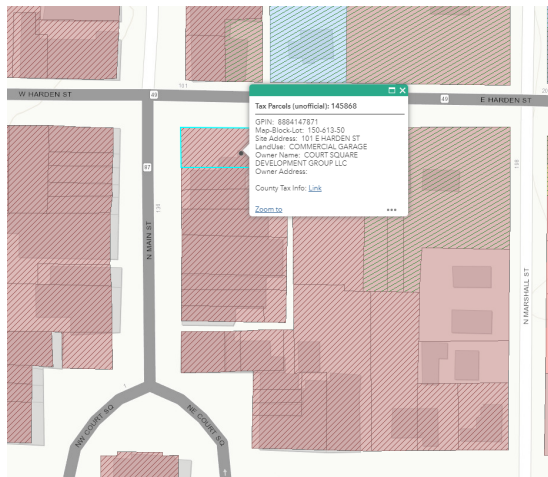 W HARDEN ST
101
49
49
E HARDEN ST
Tax Parcels (unofficial): 145868
GPIN: 8884147871
Map-Block-Lot: 150-613-50
Site Address: 101 E HARDEN ST
LandUse: COMMERCIAL GARAGE
Owner Name: COURT SQUARE
DEVELOPMENT GROUP LLC
Owner Address:
County Tax Info: Link
Zoom to
•••
87
N MAIN ST
N MARSHALL ST
NW COURT SQ
NE COURT SQ